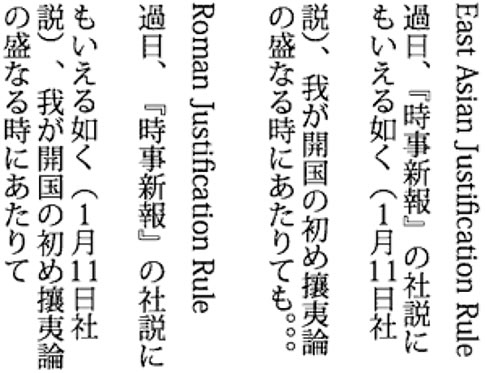 East Asian Justification Rule
過日、『時事新報』の社説に
もいえる如く（１月11日社
説）、我が開国の初め攘夷論
の盛なる時にあたりても。。。
Roman Justification Rule
過日、『時事新報』の社説に
もいえる如く（１月11日社
説）、我が開国の初め攘夷論
の盛なる時にあたりて